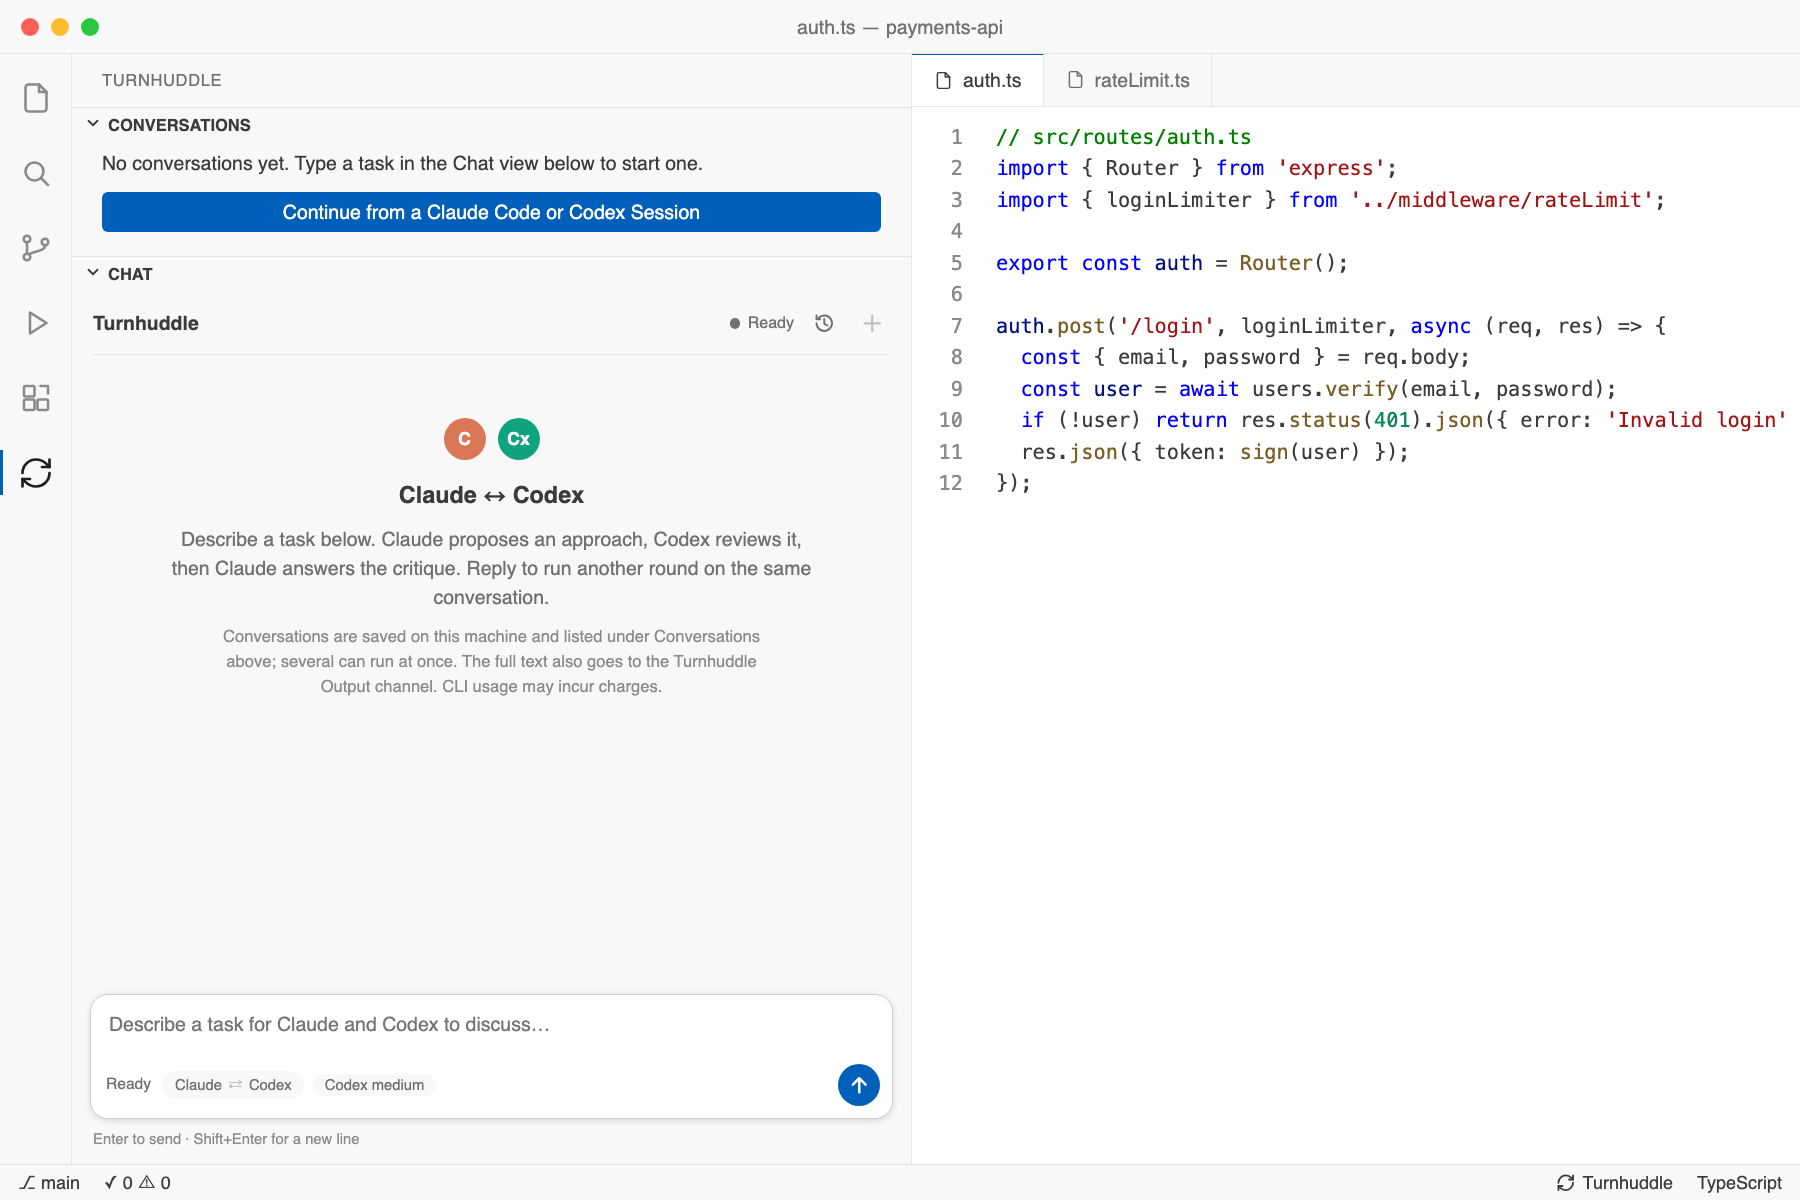 auth.ts — payments-api
TURNHUDDLE
CONVERSATIONS
No conversations yet. Type a task in the Chat view below to start one.
Continue from a Claude Code or Codex Session
CHAT
Turnhuddle
Ready
C
Cx
Claude ↔ Codex
Describe a task below. Claude proposes an approach, Codex reviews it,
then Claude answers the critique. Reply to run another round on the same
conversation.
Conversations are saved on this machine and listed under Conversations
above; several can run at once. The full text also goes to the Turnhuddle
Output channel. CLI usage may incur charges.
Describe a task for Claude and Codex to discuss…
Ready
Claude ⇄ Codex
Codex medium
Enter to send · Shift+Enter for a new line
auth.ts
rateLimit.ts
1 // src/routes/auth.ts
2 import { Router } from 'express';
3 import { loginLimiter } from '../middleware/rateLimit';
4
5 export const auth = Router();
6
7 auth.post('/login', loginLimiter, async (req, res) => {
8   const { email, password } = req.body;
9   const user = await users.verify(email, password);
10   if (!user) return res.status(401).json({ error: 'Invalid login'
11   res.json({ token: sign(user) });
12 });
main
✓ 0 ⚠ 0
Turnhuddle
TypeScript